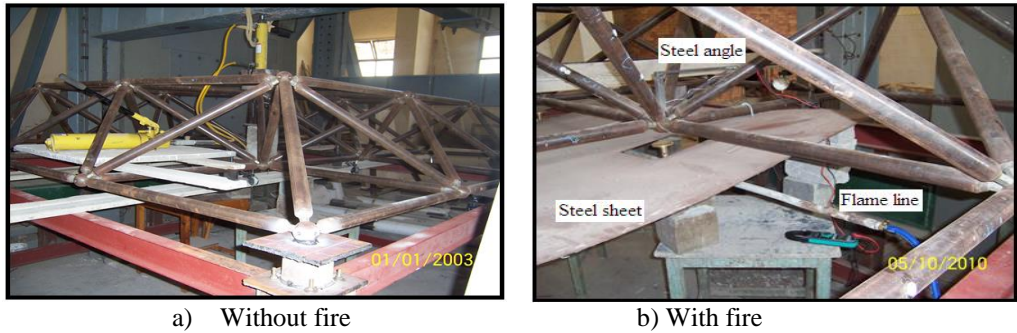 01/01/2003
Steel angle
Steel sheet
Flame line
05/10/2010
a) Without fire
b) With fire